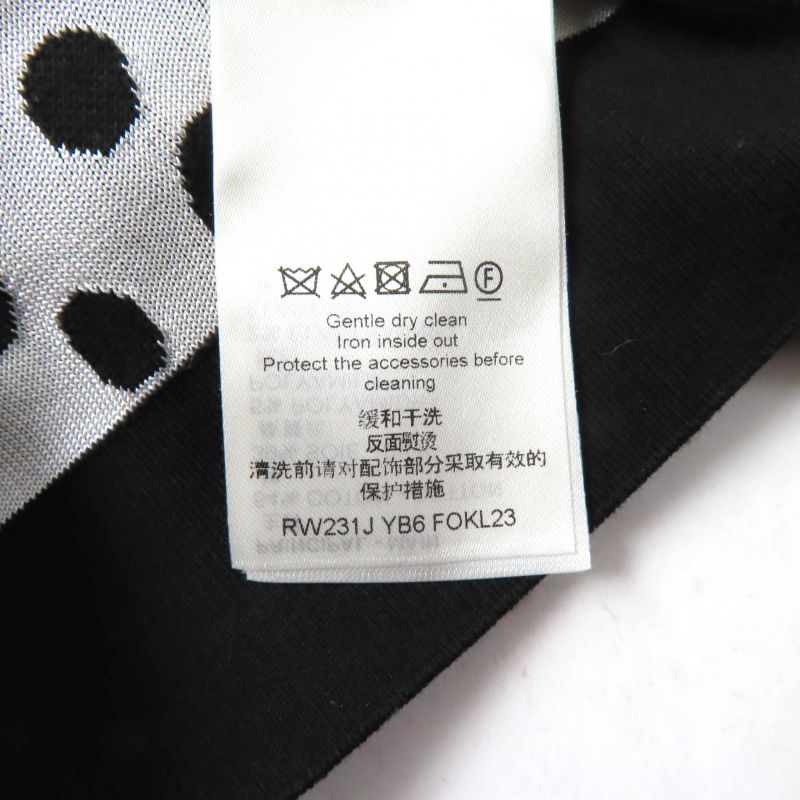 F
Gentle dry clean
Iron inside out
Protect the accessories before
cleaning
缓和干洗
反面熨烫
清洗前请对配饰部分采取有效的
保护措施
RW231J YB6 FOKL23